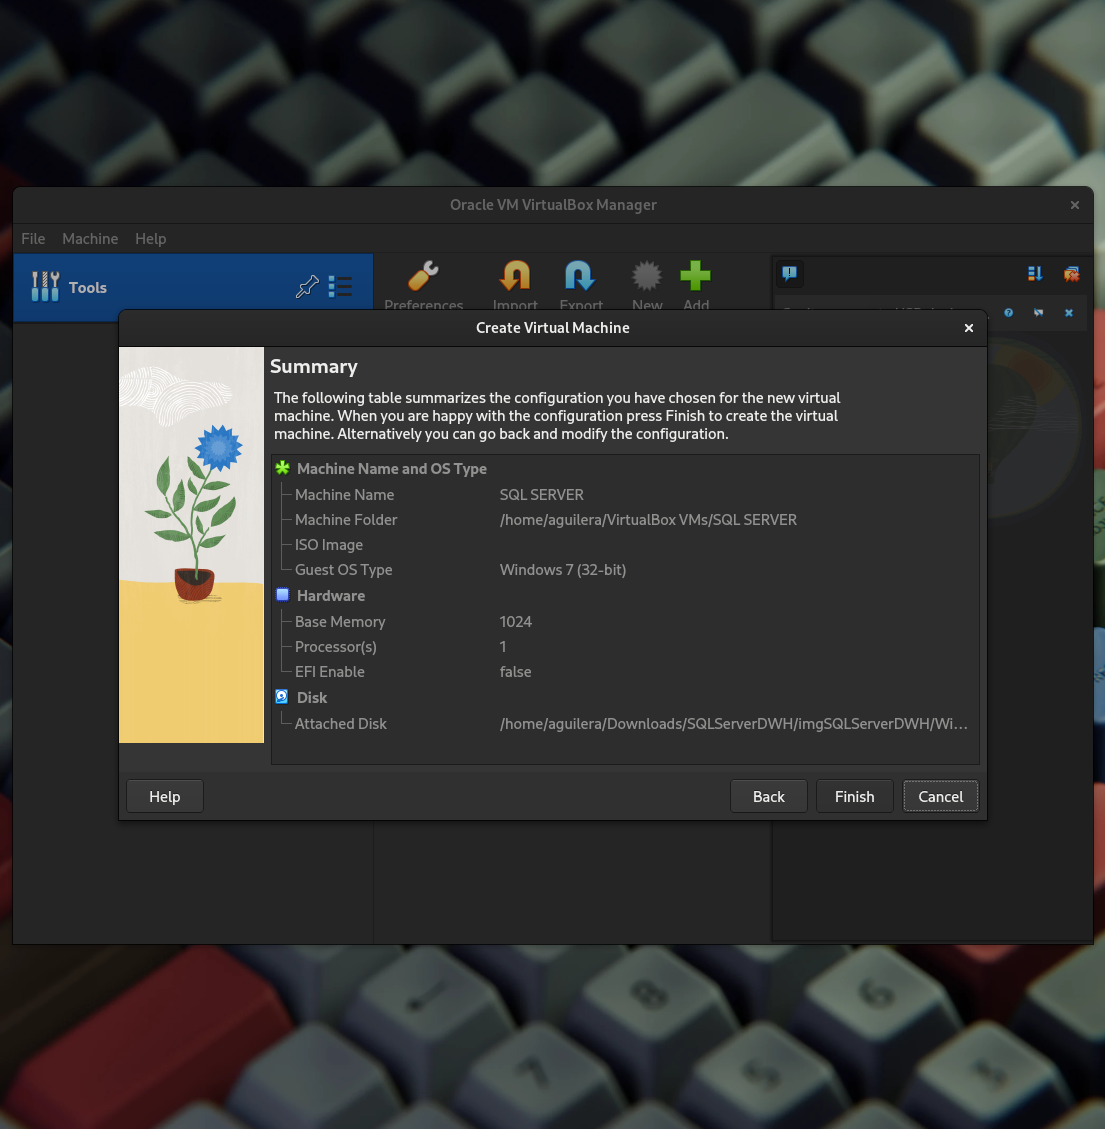 Oracle VM VirtualBox Manager
File Machine Help
Tools
Preferences Import Export New Add
Create Virtual Machine
Summary
The following table summarizes the configuration you have chosen for the new virtual
machine. When you are happy with the configuration press Finish to create the virtual
machine. Alternatively you can go back and modify the configuration.
Machine Name and OS Type
Machine Name SQL SERVER
Machine Folder /home/aguilera/VirtualBox VMs/SQL SERVER
ISO Image
Guest OS Type Windows 7 (32-bit)
Hardware
Base Memory 1024
Processor(s) 1
EFI Enable false
Disk
Attached Disk /home/aguilera/Downloads/SQLServerDWH/imgSQLServerDWH/Wi...
Help Back Finish Cancel
8 6
7 5